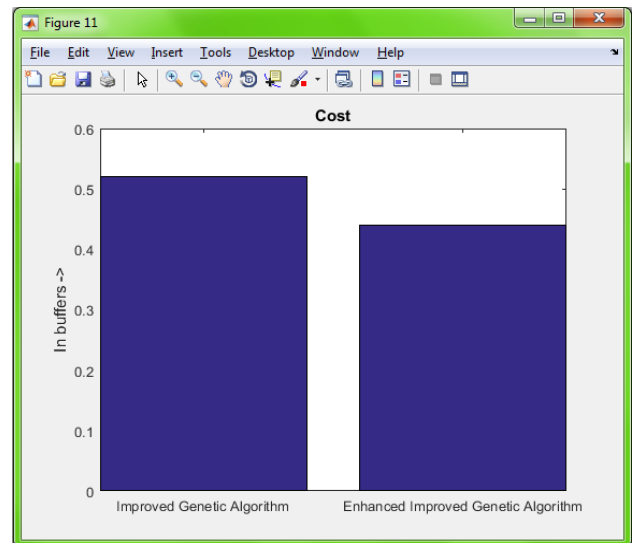 Figure 11
File Edit View Insert Tools Desktop Window Help
Cost
0.6
0.5
0.4
0.3
0.2
0.1
0
In buffers ->
Improved Genetic Algorithm
Enhanced Improved Genetic Algorithm